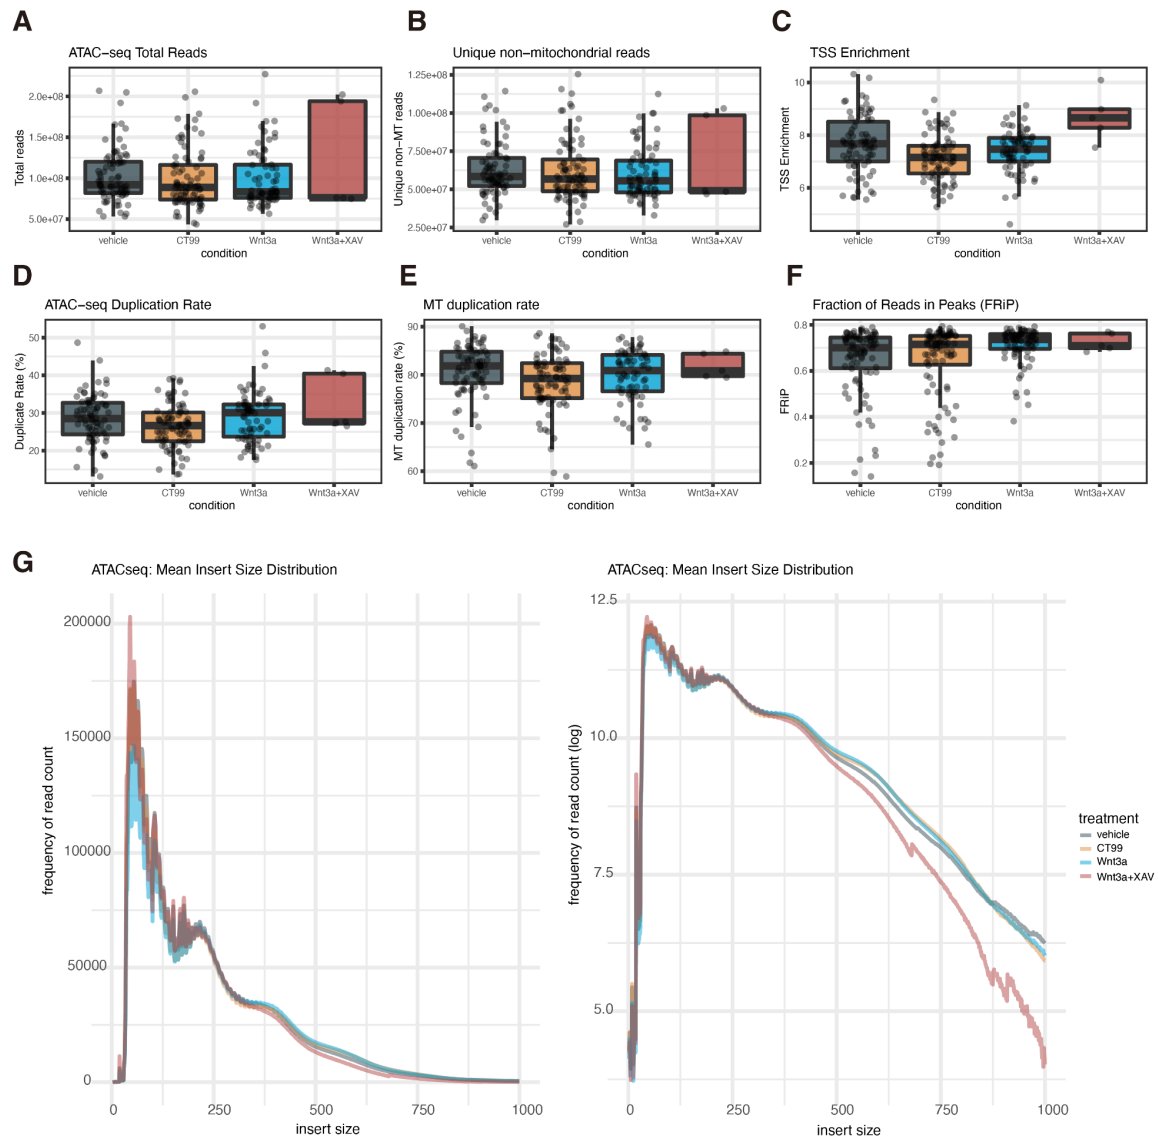 A
ATAC-seq Total Reads
Total reads
2.0e+08
1.5e+08
1.0e+08
5.0e+07
vehicle CT99 Wnt3a Wnt3a+XAV
condition
B
Unique non-mitochondrial reads
Unique non-MT reads
1.25e+08
1.00e+08
7.50e+07
5.00e+07
2.50e+07
vehicle CT99 Wnt3a Wnt3a+XAV
condition
C
TSS Enrichment
TSS Enrichment
10
8
6
vehicle CT99 Wnt3a Wnt3a+XAV
condition
D
ATAC-seq Duplication Rate
Duplicate Rate (%)
50
40
30
20
vehicle CT99 Wnt3a Wnt3a+XAV
condition
E
MT duplication rate
MT duplication rate (%)
90
80
70
60
vehicle CT99 Wnt3a Wnt3a+XAV
condition
F
Fraction of Reads in Peaks (FRiP)
FRiP
0.8
0.6
0.4
0.2
vehicle CT99 Wnt3a Wnt3a+XAV
condition
G
ATACseq: Mean Insert Size Distribution
frequency of read count
200000
150000
100000
50000
0
0 250 500 750 1000
insert size
ATACseq: Mean Insert Size Distribution
frequency of read count (log)
12.5
10.0
7.5
5.0
0 250 500 750 1000
insert size
treatment
vehicle
CT99
Wnt3a
Wnt3a+XAV